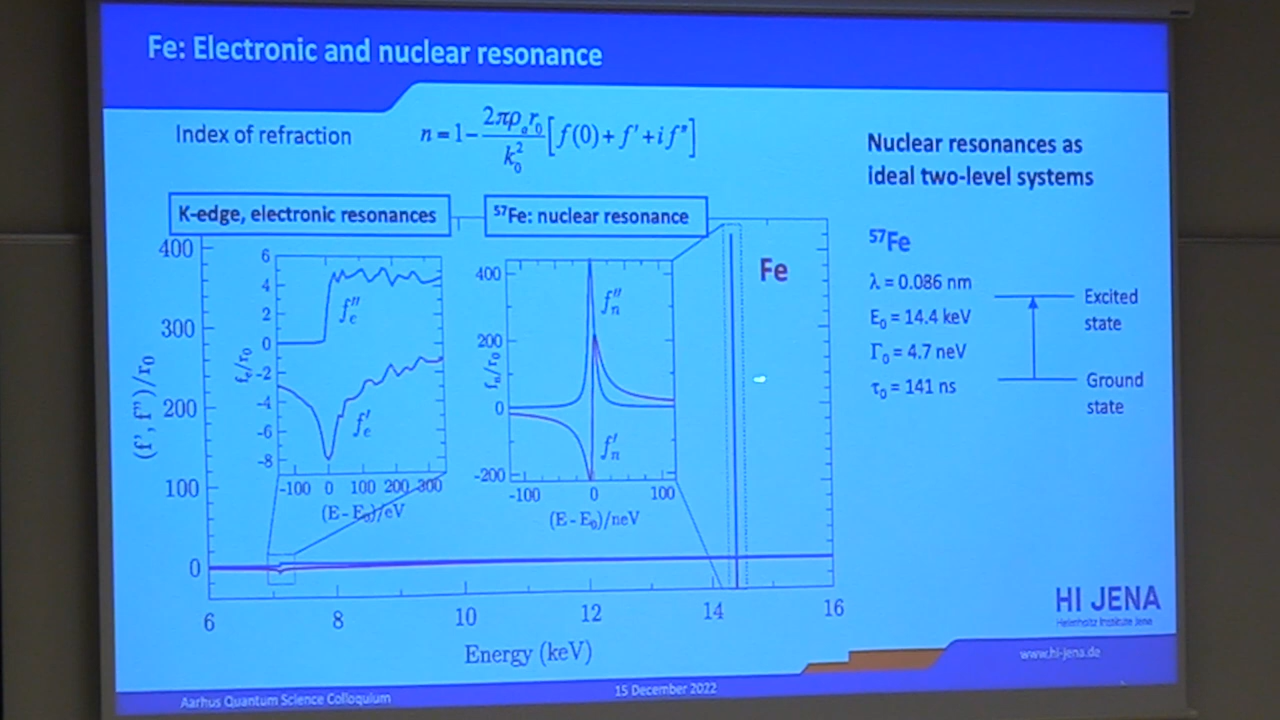 Fe: Electronic and nuclear resonance
Index of refraction
n = 1 - 2πρₐr₀/k₀² [f(0) + f' + i f"]
Nuclear resonances as
ideal two-level systems
K-edge, electronic resonances
⁵⁷Fe: nuclear resonance
(f', f'')/r₀
400
300
200
100
0
6
8
10
12
14
16
Energy (keV)
Fe
fₑ/r₀
6
4
2
0
-2
-4
-6
-8
fₑ''
fₑ'
-100 0 100 200 300
(E - E₀)/eV
fₙ/r₀
400
200
0
-200
fₙ''
fₙ'
-100 0 100
(E - E₀)/neV
⁵⁷Fe
λ = 0.086 nm
E₀ = 14.4 keV
Γ₀ = 4.7 neV
τ₀ = 141 ns
Excited
state
Ground
state
HI JENA
Helmholtz Institute Jena
www.hi-jena.de
Aarhus Quantum Science Colloquium
15 December 2022